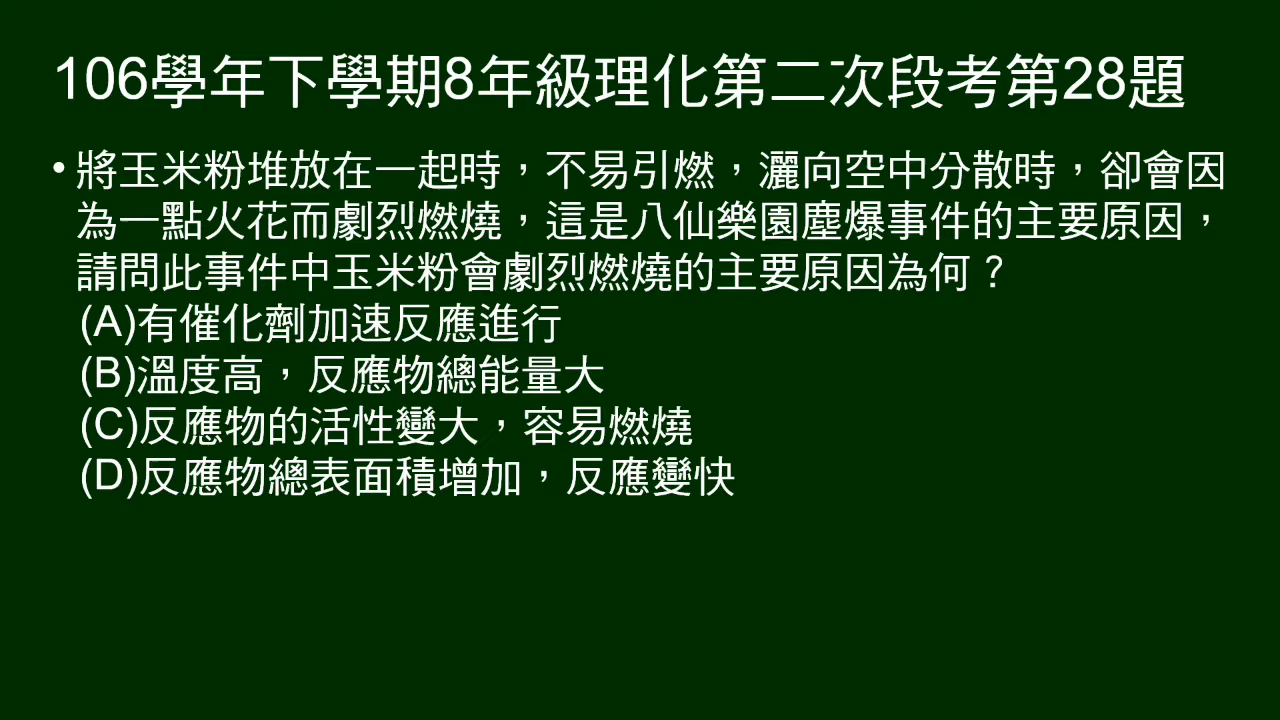 106學年下學期8年級理化第二次段考第28題
• 將玉米粉堆放在一起時，不易引燃，灑向空中分散時，卻會因
為一點火花而劇烈燃燒，這是八仙樂園塵爆事件的主要原因，
請問此事件中玉米粉會劇烈燃燒的主要原因為何？
(A)有催化劑加速反應進行
(B)溫度高，反應物總能量大
(C)反應物的活性變大，容易燃燒
(D)反應物總表面積增加，反應變快